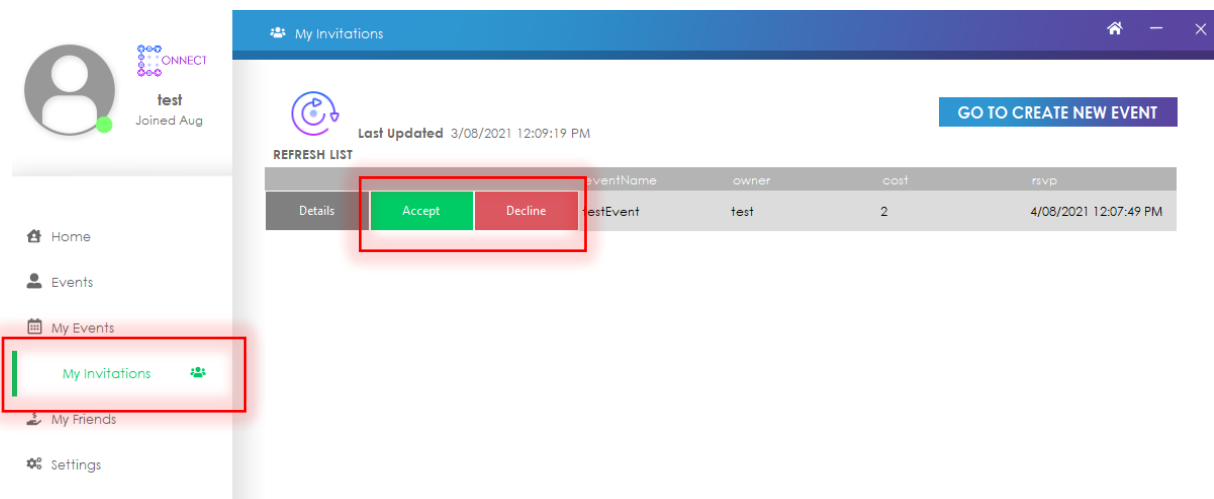 ONNECT
test
Joined Aug
Home
Events
My Events
My Invitations
My Friends
Settings
My Invitations
GO TO CREATE NEW EVENT
Last Updated 3/08/2021 12:09:19 PM
REFRESH LIST
eventName owner cost rsvp
Details Accept Decline testEvent test 2 4/08/2021 12:07:49 PM